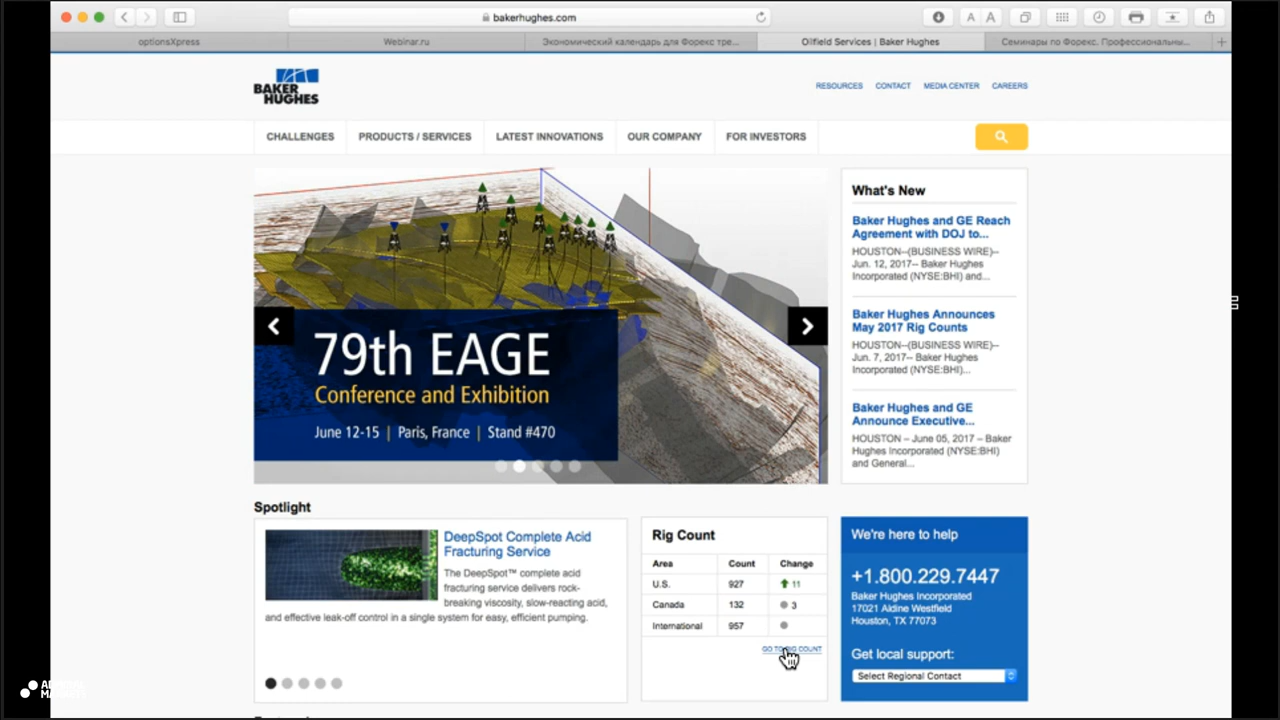 bakerhughes.com
A A
optionsXpress
Webinar.ru
Экономический календарь для Форекс тре...
Oilfield Services | Baker Hughes
Семинары по Форекс. Профессиональны...
BAKER
HUGHES
RESOURCES CONTACT MEDIA CENTER CAREERS
CHALLENGES PRODUCTS / SERVICES LATEST INNOVATIONS OUR COMPANY FOR INVESTORS
79th EAGE
Conference and Exhibition
June 12-15 | Paris, France | Stand #470
What's New
Baker Hughes and GE Reach
Agreement with DOJ to...
HOUSTON--(BUSINESS WIRE)--
Jun. 12, 2017-- Baker Hughes
Incorporated (NYSE:BHI) and...
Baker Hughes Announces
May 2017 Rig Counts
HOUSTON--(BUSINESS WIRE)--
Jun. 7, 2017-- Baker Hughes
Incorporated (NYSE:BHI)...
Baker Hughes and GE
Announce Executive...
HOUSTON – June 05, 2017 – Baker
Hughes Incorporated (NYSE:BHI)
and General...
Spotlight
DeepSpot Complete Acid
Fracturing Service
The DeepSpot™ complete acid
fracturing service delivers rock-
breaking viscosity, slow-reacting acid,
and effective leak-off control in a single system for easy, efficient pumping.
Rig Count
Area Count Change
U.S. 927 11
Canada 132 3
International 957
GO TO RIG COUNT
We're here to help
+1.800.229.7447
Baker Hughes Incorporated
17021 Aldine Westfield
Houston, TX 77073
Get local support:
Select Regional Contact